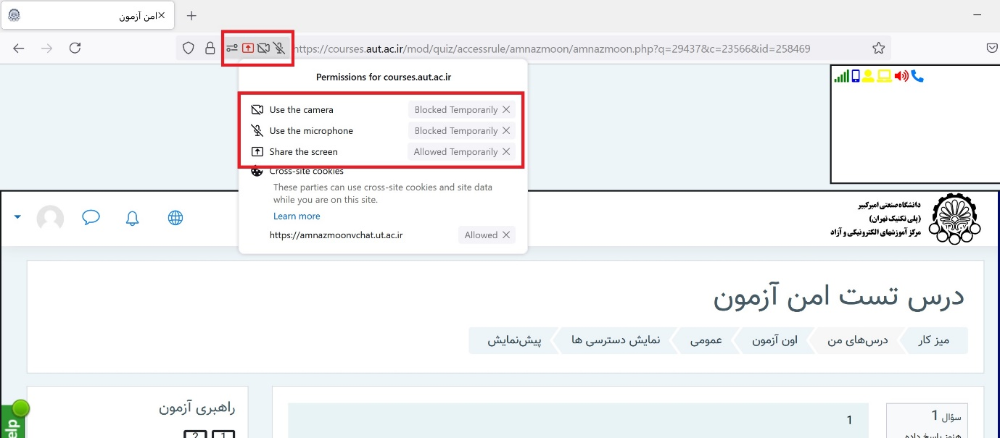 امن آزمون
https://courses.aut.ac.ir/mod/quiz/accessrule/amnazmoon/amnazmoon.php?q=29437&c=23566&id=258469
Permissions for courses.aut.ac.ir
Use the camera Blocked Temporarily
Use the microphone Blocked Temporarily
Share the screen Allowed Temporarily
Cross-site cookies
These parties can use cross-site cookies and site data
while you are on this site.
Learn more
https://amnazmoonvchat.ut.ac.ir Allowed
دانشگاه صنعتی امیرکبیر
(پلی تکنیک تهران)
مرکز آموزشهای الکترونیکی و آزاد
درس تست امن آزمون
میز کار درس‌های من اون آزمون عمومی نمایش دسترسی ها پیش‌نمایش
راهبری آزمون
1 2
سؤال 1
هنوز پاسخ داده
1
elp